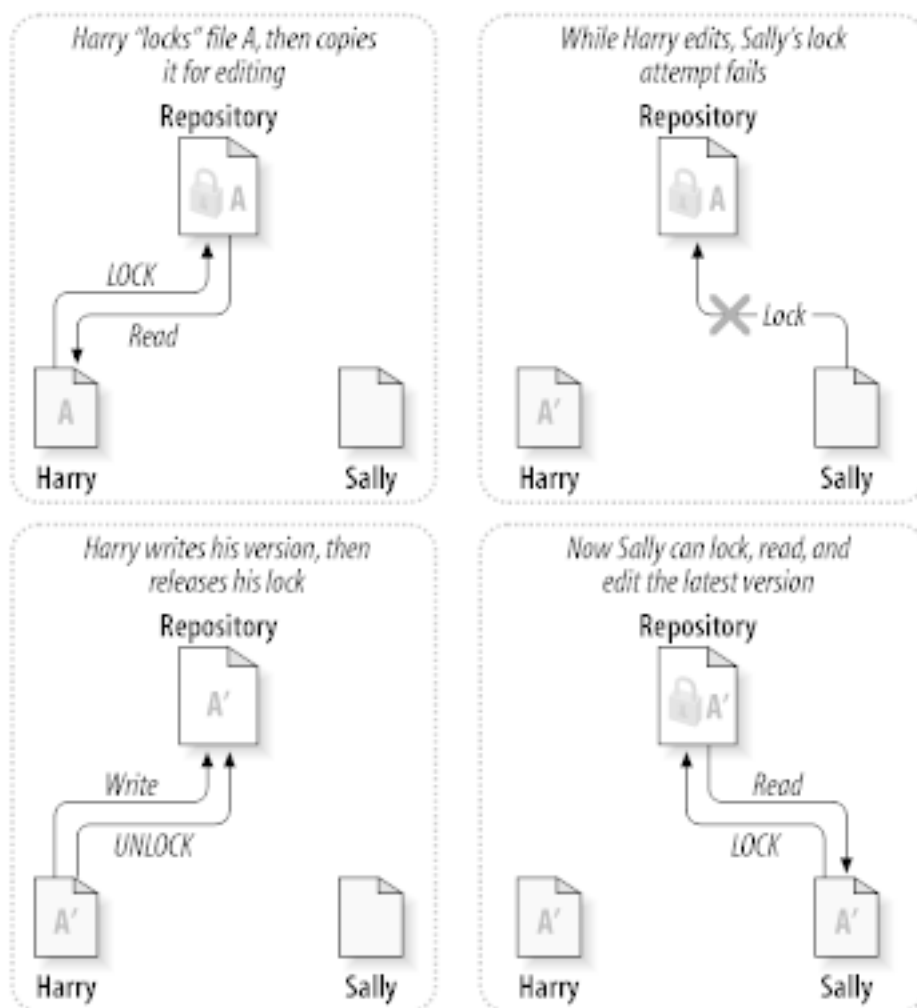 Harry “locks” file A, then copies
it for editing
Repository
A
LOCK
Read
A
Harry
Sally
While Harry edits, Sally’s lock
attempt fails
Repository
A
Lock
A’
Harry
Sally
Harry writes his version, then
releases his lock
Repository
A’
Write
UNLOCK
A’
Harry
Sally
Now Sally can lock, read, and
edit the latest version
Repository
A’
Read
LOCK
A’
A’
Harry
Sally